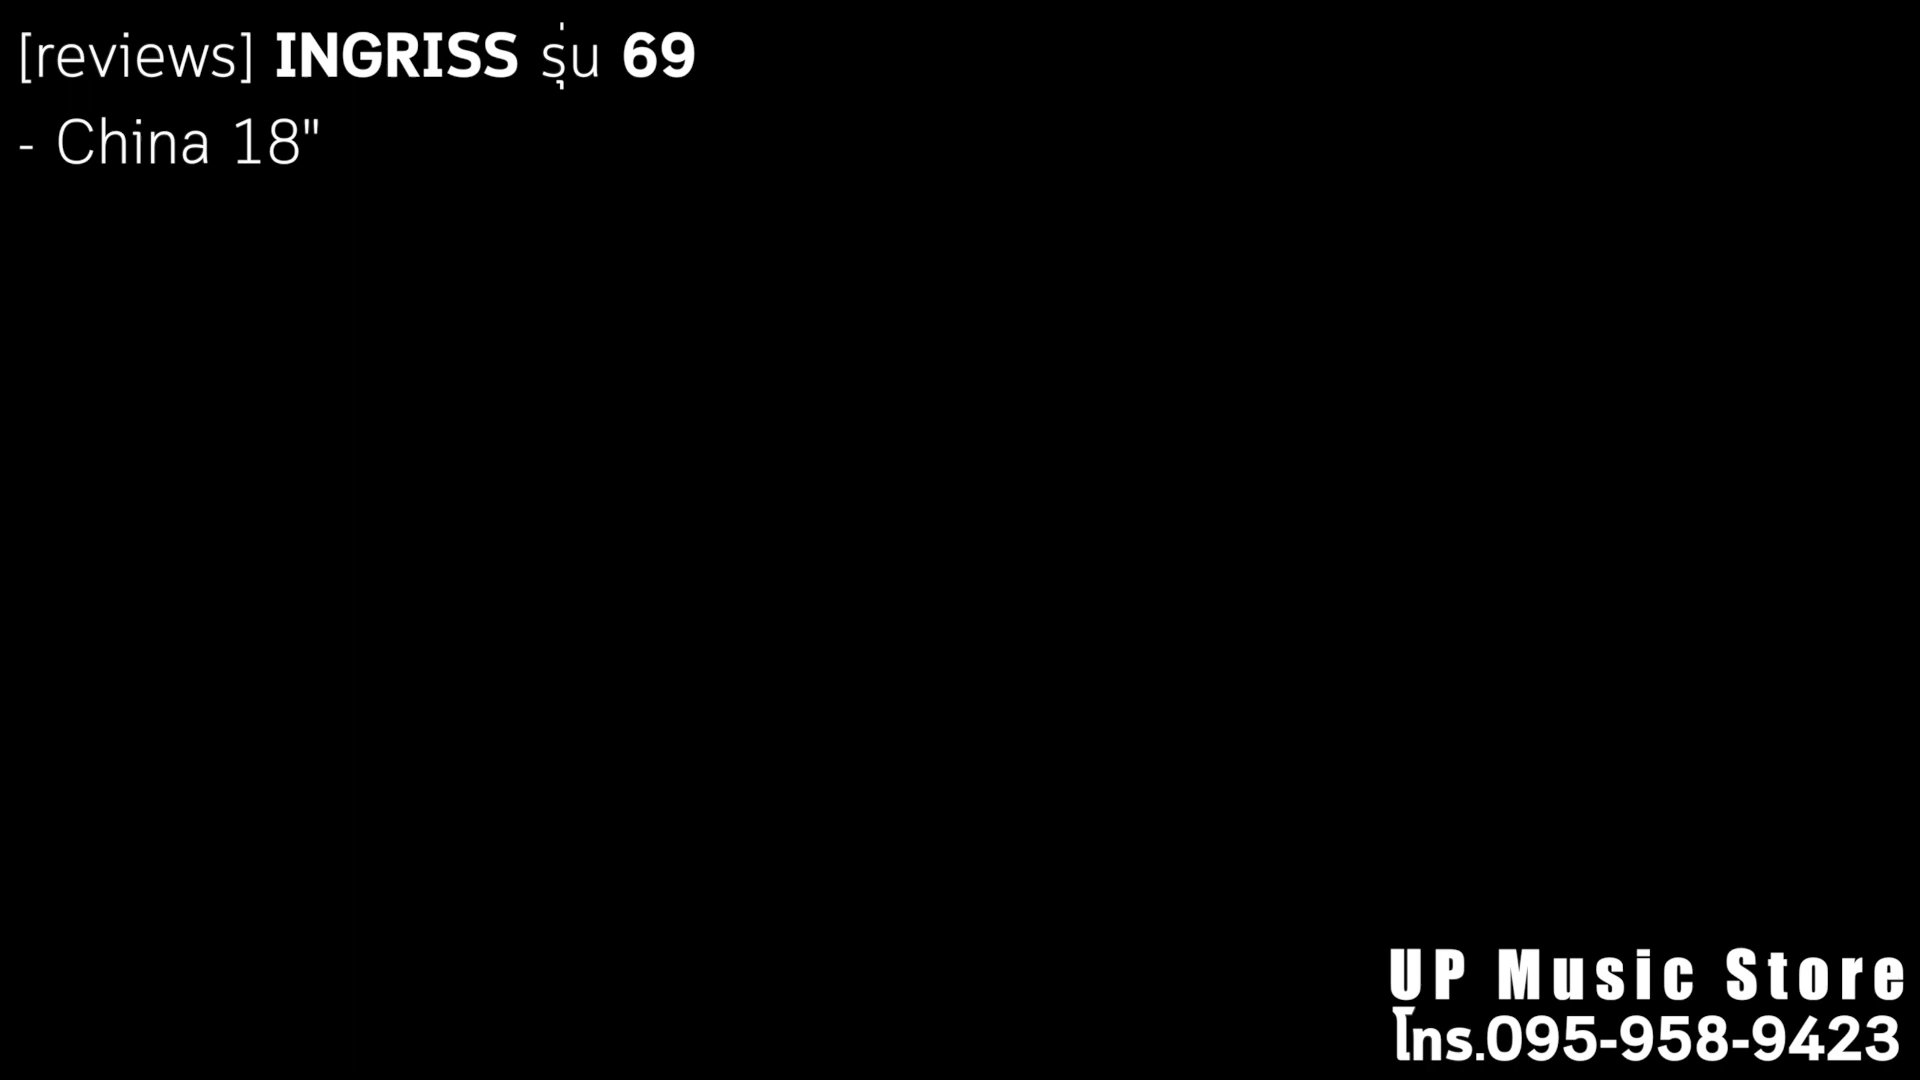 [reviews] INGRISS รุ่น 69
- China 18"
UP Music Store
โทร.095-958-9423